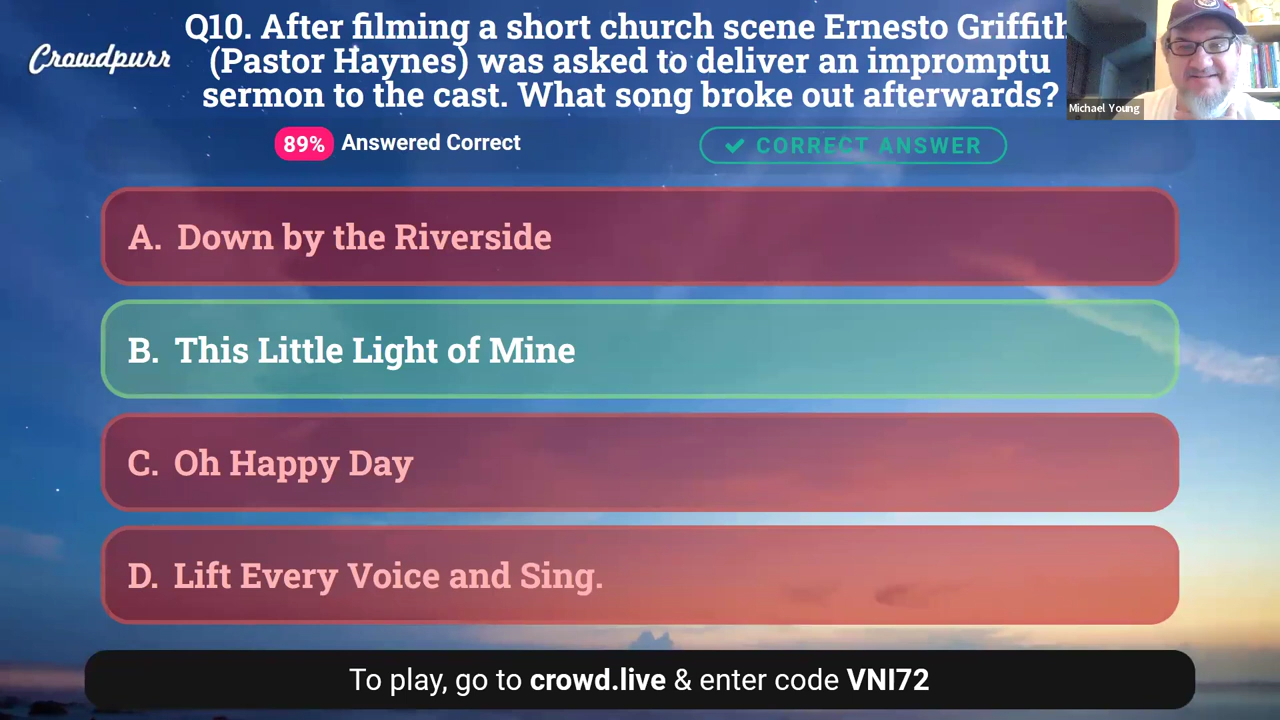 Q10. After filming a short church scene Ernesto Griffith
(Pastor Haynes) was asked to deliver an impromptu
sermon to the cast. What song broke out afterwards?
Crowdpurr
Michael Young
89% Answered Correct
✔ CORRECT ANSWER
A. Down by the Riverside
B. This Little Light of Mine
C. Oh Happy Day
D. Lift Every Voice and Sing.
To play, go to crowd.live & enter code VNI72